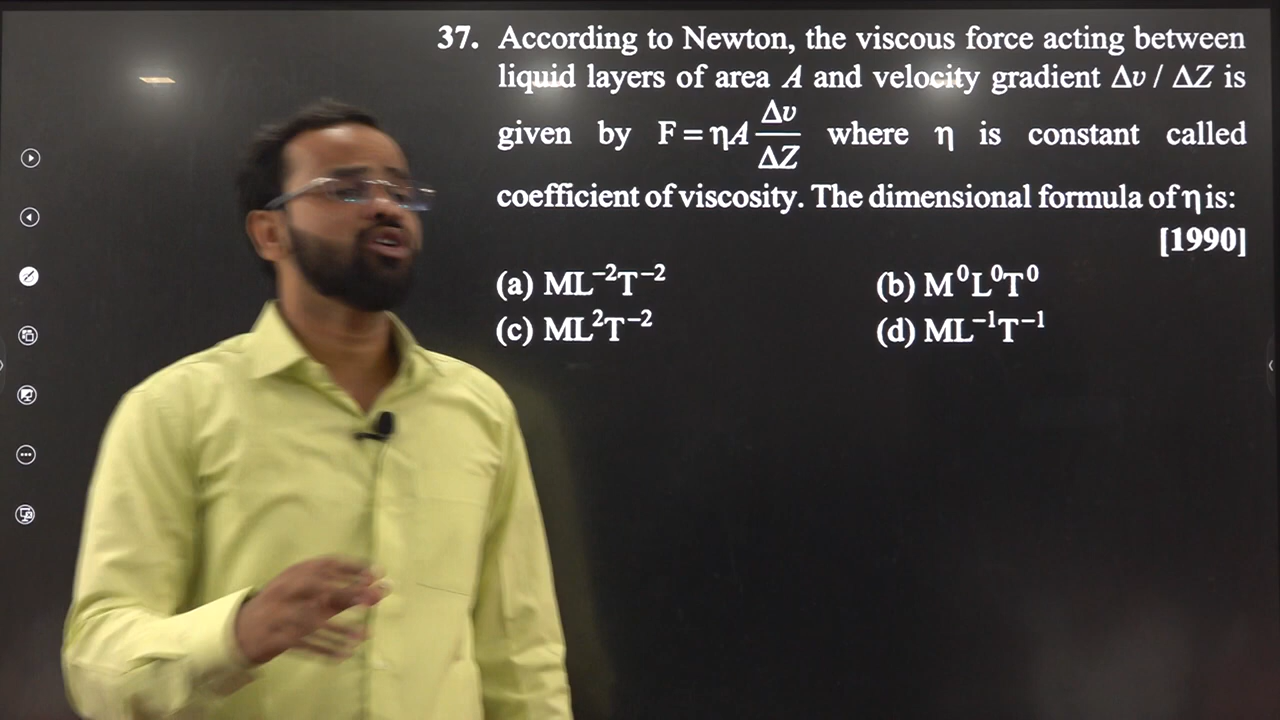 37. According to Newton, the viscous force acting between
liquid layers of area A and velocity gradient Δυ / ΔZ is
given by F = ηA Δυ/ΔZ where η is constant called
coefficient of viscosity. The dimensional formula of η is:
[1990]
(a) ML⁻²T⁻² (b) M⁰L⁰T⁰
(c) ML²T⁻² (d) ML⁻¹T⁻¹